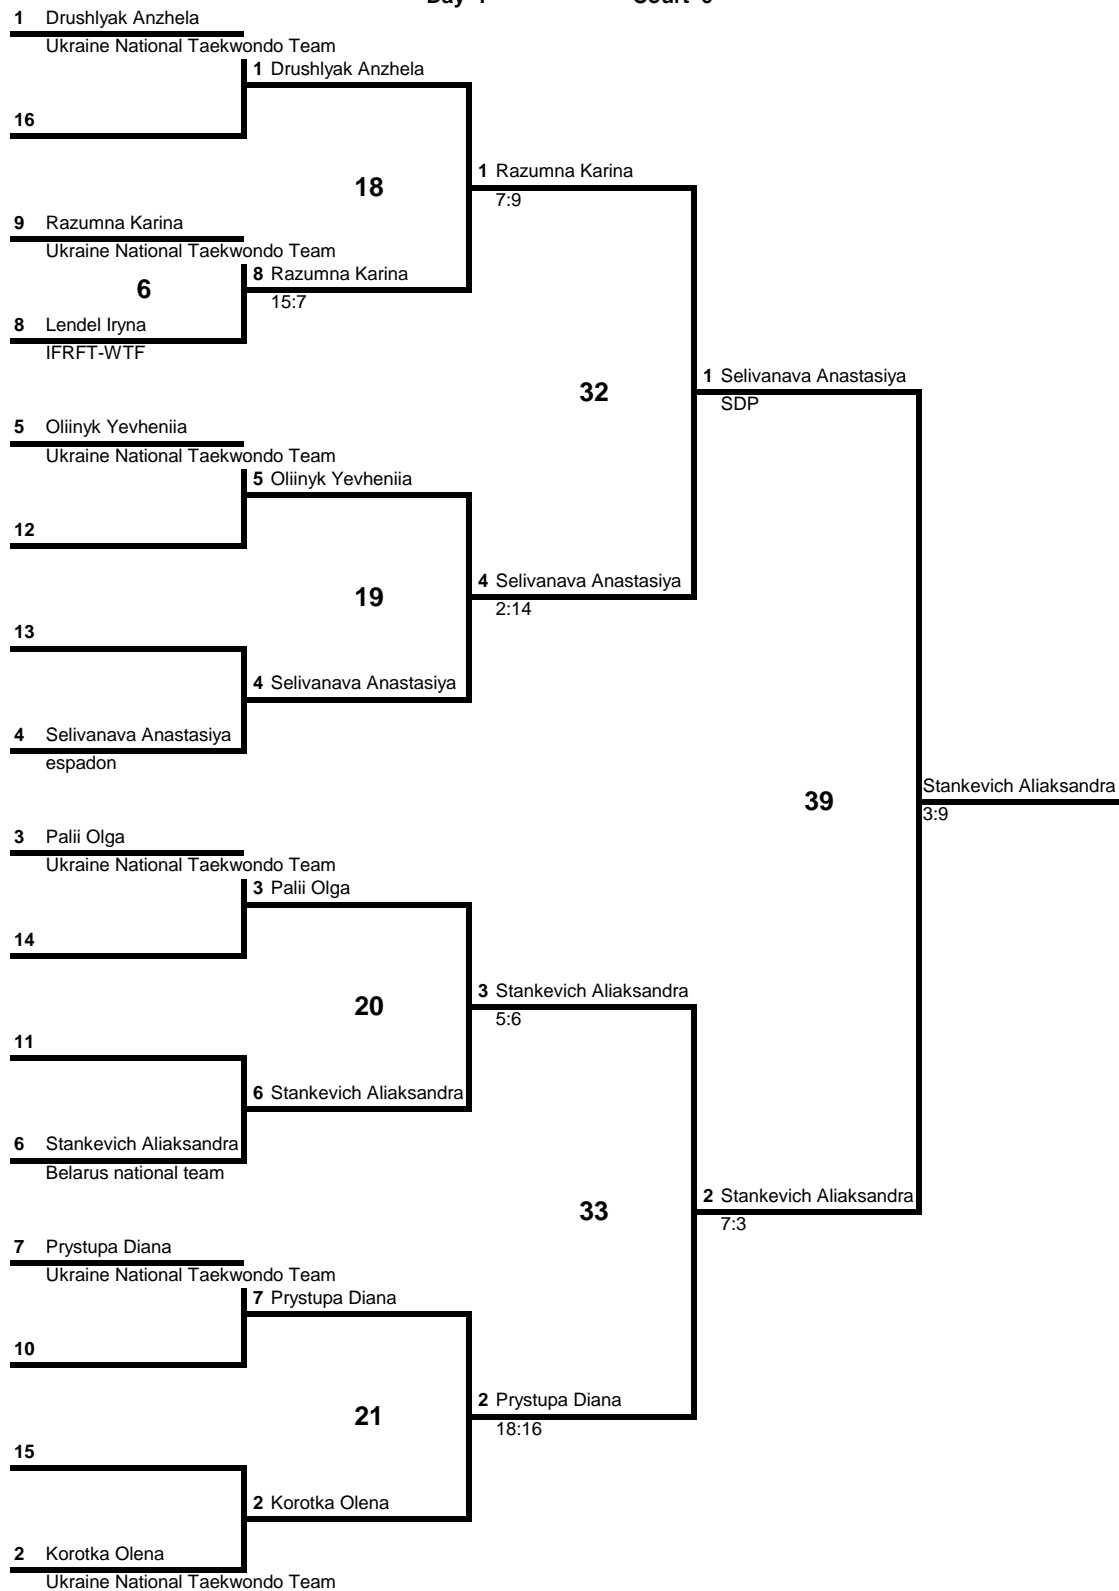 1 Drushlyak Anzhela
Ukraine National Taekwondo Team
1 Drushlyak Anzhela
16
18
1 Razumna Karina
7:9
9 Razumna Karina
Ukraine National Taekwondo Team
8 Razumna Karina
15:7
6
8 Lendel Iryna
IFRFT-WTF
32
1 Selivanava Anastasiya
SDP
5 Oliinyk Yevheniia
Ukraine National Taekwondo Team
5 Oliinyk Yevheniia
12
19
4 Selivanava Anastasiya
2:14
13
4 Selivanava Anastasiya
4 Selivanava Anastasiya
espadon
39
Stankevich Aliaksandra
3:9
3 Palii Olga
Ukraine National Taekwondo Team
3 Palii Olga
14
20
3 Stankevich Aliaksandra
5:6
11
6 Stankevich Aliaksandra
6 Stankevich Aliaksandra
Belarus national team
33
2 Stankevich Aliaksandra
7:3
7 Prystupa Diana
Ukraine National Taekwondo Team
7 Prystupa Diana
10
21
2 Prystupa Diana
18:16
15
2 Korotka Olena
2 Korotka Olena
Ukraine National Taekwondo Team